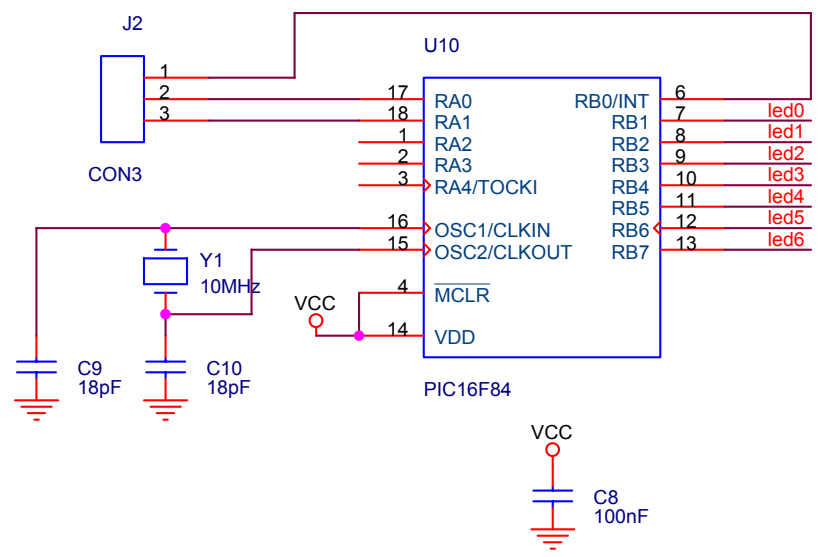 J2
1
2
3
CON3
U10
17 RA0
18 RA1
1 RA2
2 RA3
3 RA4/TOCKI
16 OSC1/CLKIN
15 OSC2/CLKOUT
4 MCLR
14 VDD
RB0/INT 6
RB1 7 led0
RB2 8 led1
RB3 9 led2
RB4 10 led3
RB5 11 led4
RB6 12 led5
RB7 13 led6
PIC16F84
Y1
10MHz
VCC
C9
18pF
C10
18pF
VCC
C8
100nF